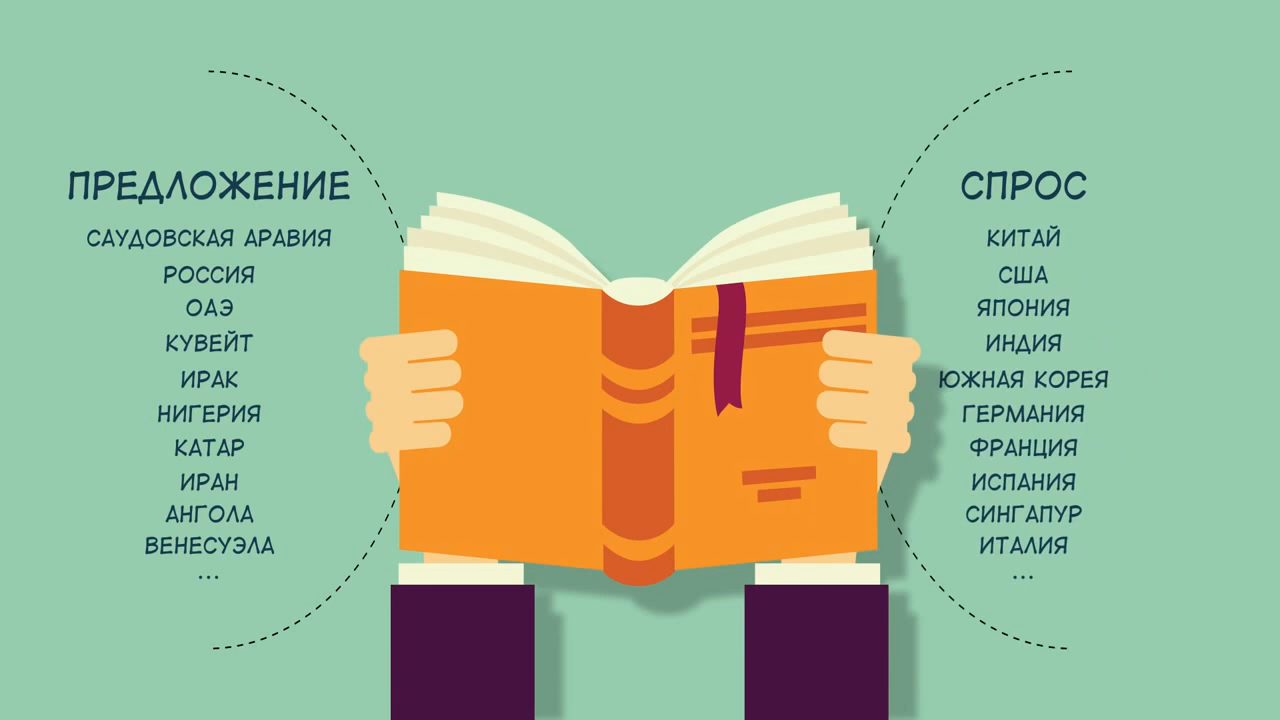 ПРЕДЛОЖЕНИЕ
САУДОВСКАЯ АРАВИЯ
РОССИЯ
ОАЭ
КУВЕЙТ
ИРАК
НИГЕРИЯ
КАТАР
ИРАН
АНГОЛА
ВЕНЕСУЭЛА
...
СПРОС
КИТАЙ
США
ЯПОНИЯ
ИНДИЯ
ЮЖНАЯ КОРЕЯ
ГЕРМАНИЯ
ФРАНЦИЯ
ИСПАНИЯ
СИНГАПУР
ИТАЛИЯ
...